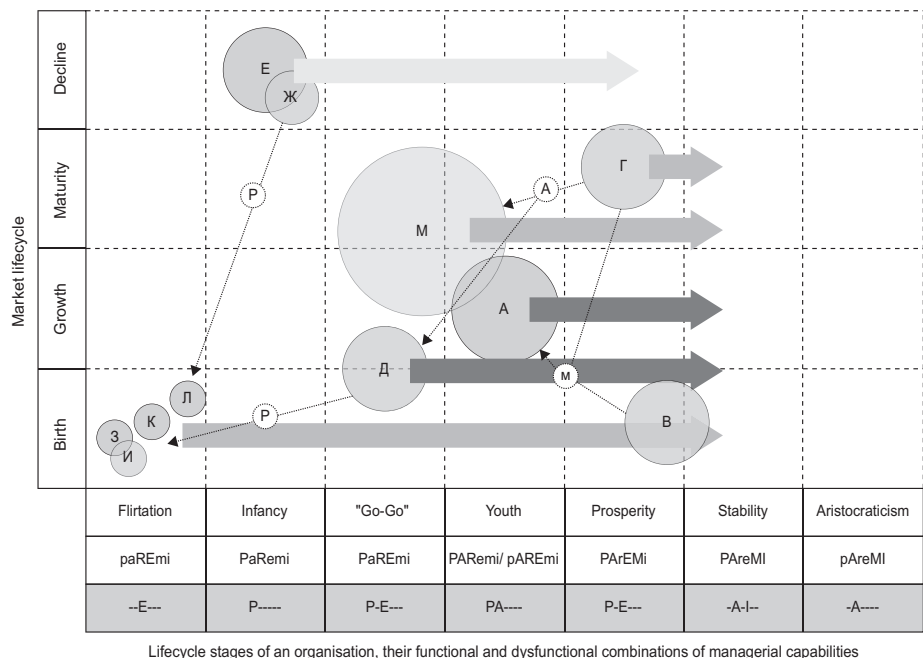 Market lifecycle
Decline
Maturity
Growth
Birth
Е
Ж
Р
Г
А
М
А
Д
м
Л
Р
К
В
З
И
Flirtation Infancy "Go-Go" Youth Prosperity Stability Aristocraticism
paREmi PaRemi PaREmi PARemi/ pAREmi PArEMi PAreMI pAreMI
--E--- P----- P-E--- PA---- P-E--- -A-I-- -A----
Lifecycle stages of an organisation, their functional and dysfunctional combinations of managerial capabilities